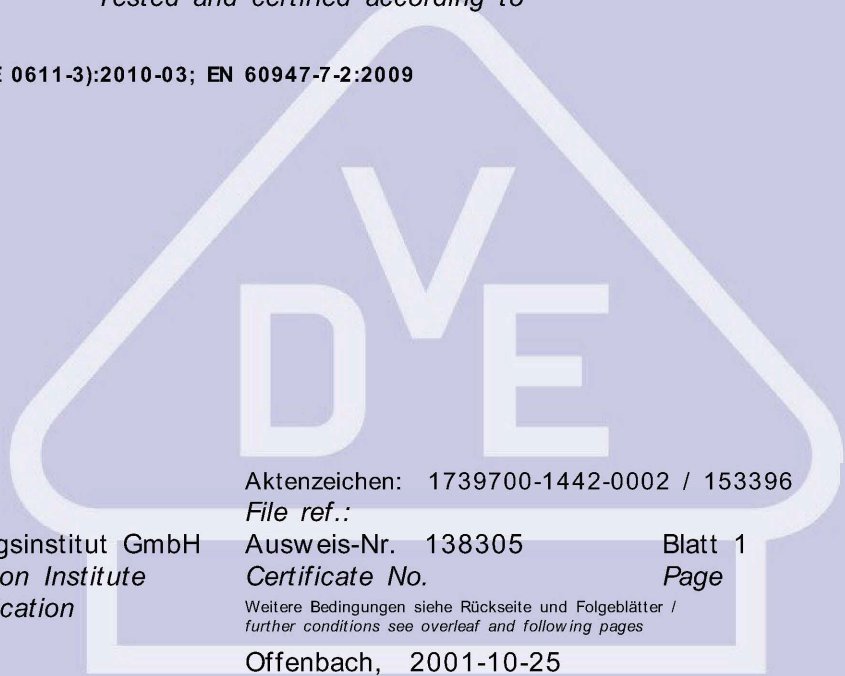 Tested and certified according to
E 0611-3):2010-03; EN 60947-7-2:2009
DVE
Aktenzeichen: 1739700-1442-0002 / 153396
File ref.:
gsinstitut GmbH Ausweis-Nr. 138305 Blatt 1
on Institute Certificate No. Page
cation Weitere Bedingungen siehe Rückseite und Folgeblätter /
further conditions see overleaf and following pages
Offenbach, 2001-10-25